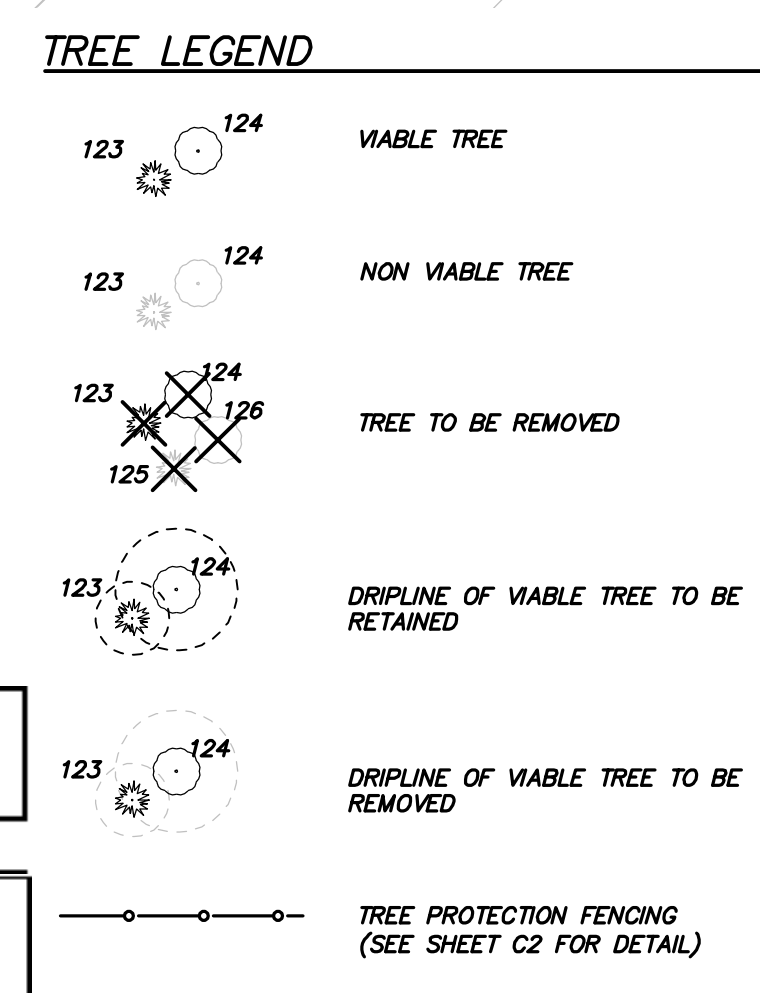 TREE LEGEND
123 124 VIABLE TREE
123 124 NON VIABLE TREE
123 124
126
125
TREE TO BE REMOVED
123 124
DRIPLINE OF VIABLE TREE TO BE
RETAINED
123 124
DRIPLINE OF VIABLE TREE TO BE
REMOVED
TREE PROTECTION FENCING
(SEE SHEET C2 FOR DETAIL)